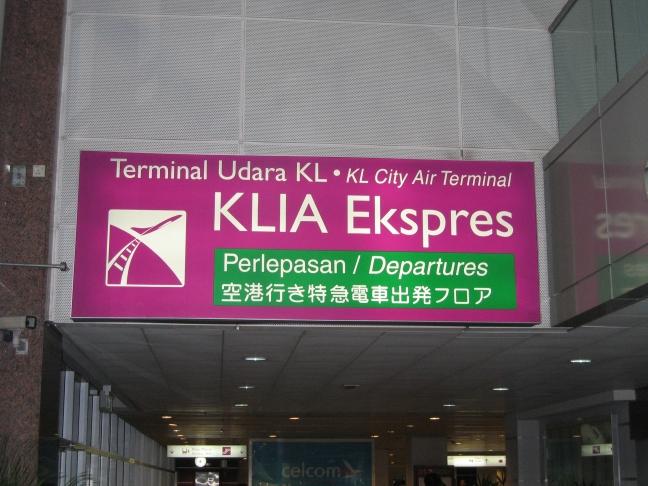 Terminal Udara KL • KL City Air Terminal
KLIA Ekspres
Perlepasan / Departures
空港行き特急電車出発フロア
celcom